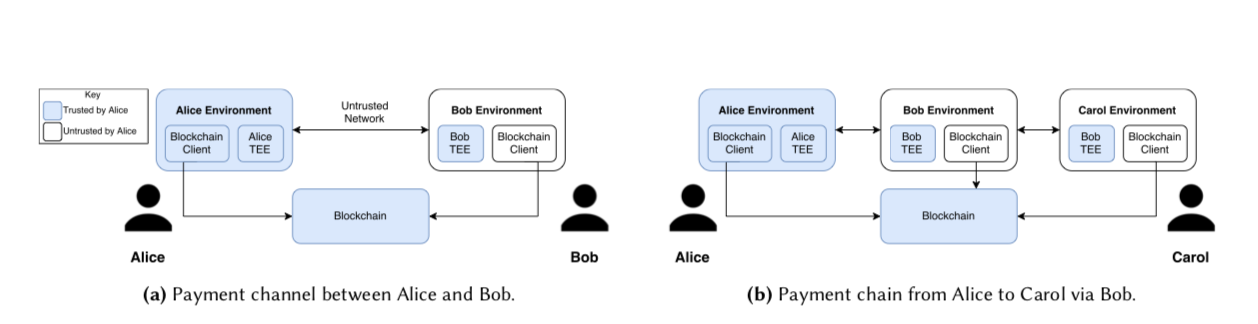 Key
Trusted by Alice
Untrusted by Alice
Alice Environment
Blockchain
Client
Alice
TEE
Untrusted
Network
Bob Environment
Bob
TEE
Blockchain
Client
Blockchain
Alice
Bob
(a) Payment channel between Alice and Bob.
Alice Environment
Blockchain
Client
Alice
TEE
Bob Environment
Bob
TEE
Blockchain
Client
Carol Environment
Bob
TEE
Blockchain
Client
Blockchain
Alice
Carol
(b) Payment chain from Alice to Carol via Bob.